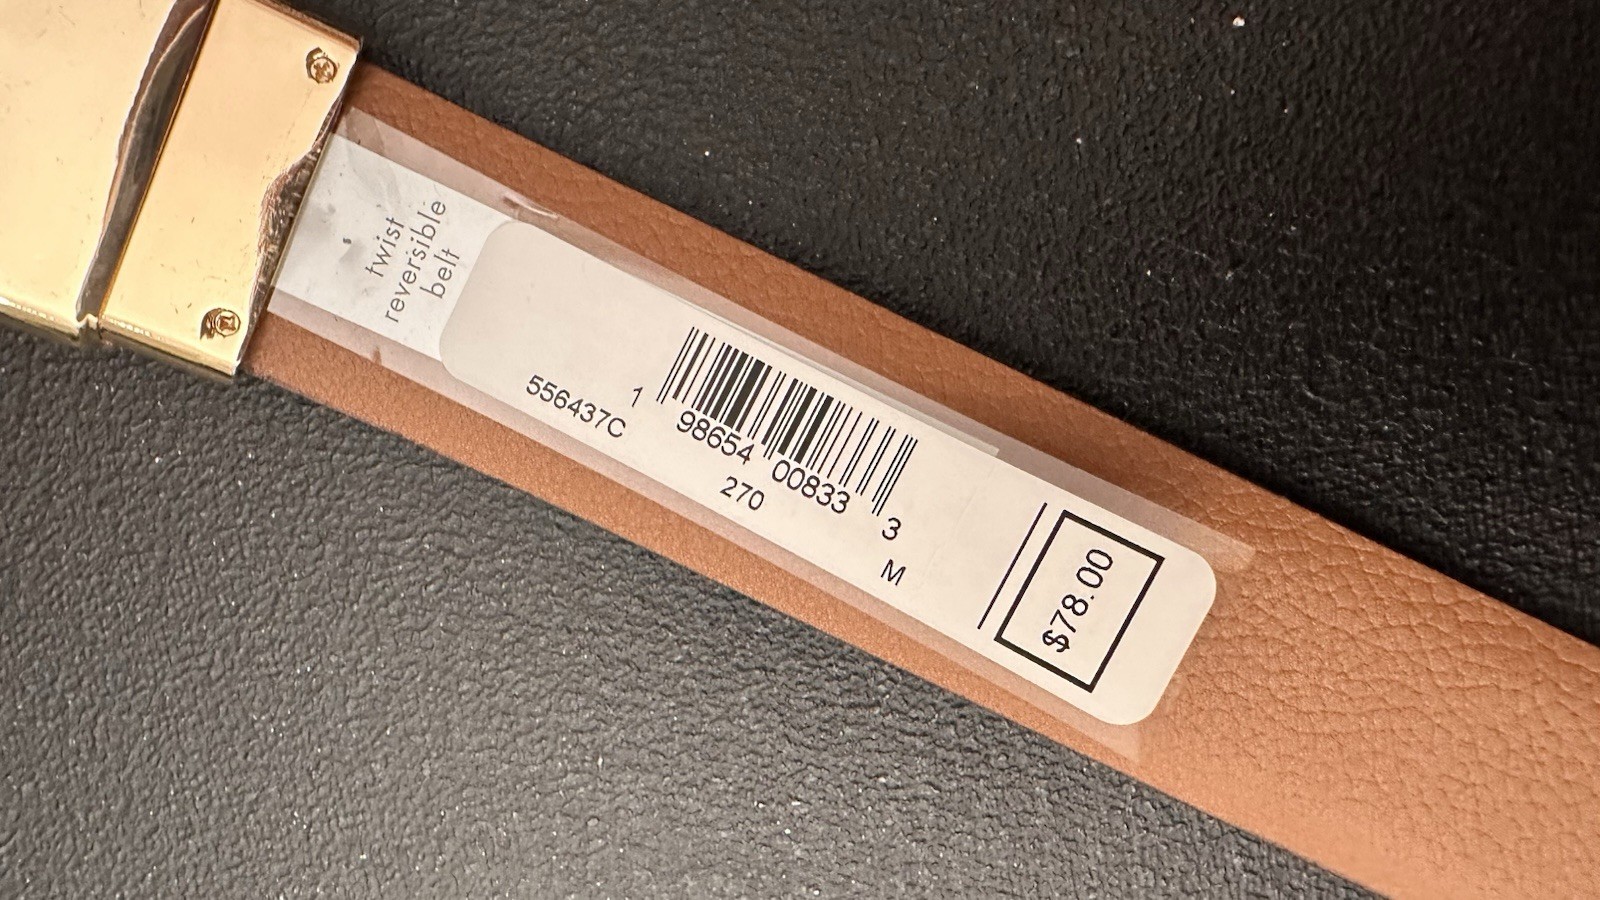 twist
reversible
belt
556437C
1 98654 00833 3
270
M
$78.00